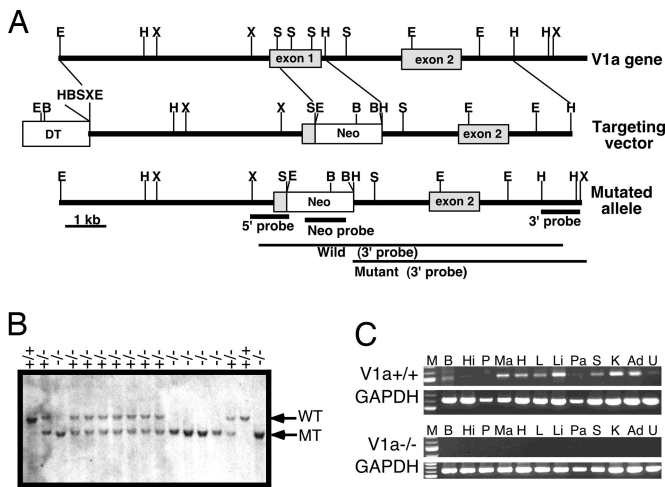 A
E H X X S S S H S E E H H X
exon 1 exon 2 V1a gene
HBSXE
EB H X X SE B BH S E E H
DT Neo exon 2 Targeting vector
E H X X SE B BH S E E H HX
Neo exon 2 Mutated allele
1 kb 5' probe Neo probe 3' probe
Wild (3' probe)
Mutant (3' probe)
B
+/+ +/- -/- +/- +/- +/- +/- +/- +/- -/- -/- -/- -/- +/- +/+ -/-
WT
MT
C
M B Hi P Ma H L Li Pa S K Ad U
V1a+/+
GAPDH
M B Hi P Ma H L Li Pa S K Ad U
V1a-/-
GAPDH